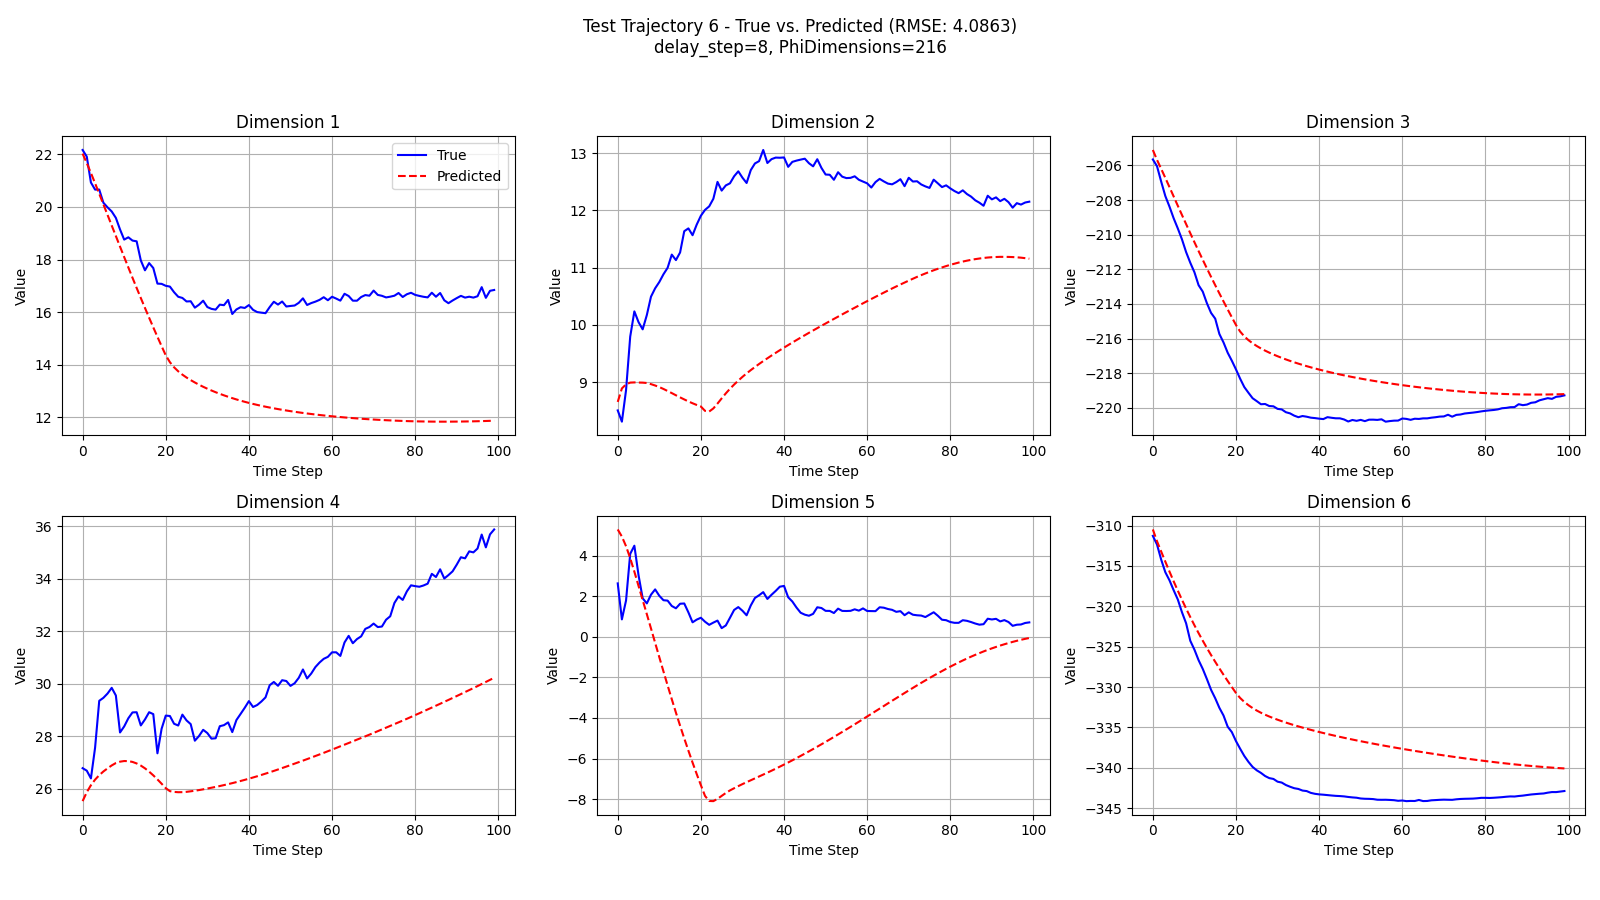 Test Trajectory 6 - True vs. Predicted (RMSE: 4.0863)
delay_step=8, PhiDimensions=216
Dimension 1
True
Predicted
Value
22
20
18
16
14
12
0 20 40 60 80 100
Time Step
Dimension 2
Value
13
12
11
10
9
0 20 40 60 80 100
Time Step
Dimension 3
Value
−206
−208
−210
−212
−214
−216
−218
−220
0 20 40 60 80 100
Time Step
Dimension 4
Value
36
34
32
30
28
26
0 20 40 60 80 100
Time Step
Dimension 5
Value
4
2
0
−2
−4
−6
−8
0 20 40 60 80 100
Time Step
Dimension 6
Value
−310
−315
−320
−325
−330
−335
−340
−345
0 20 40 60 80 100
Time Step